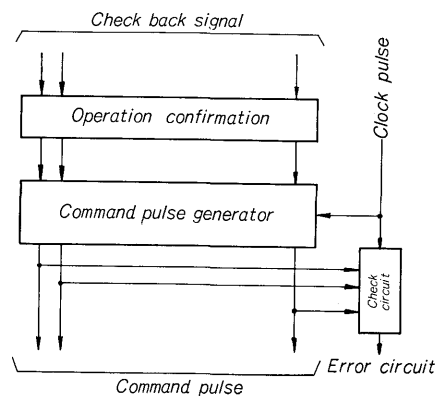 Check back signal
Clock pulse
Operation confirmation
Command pulse generator
Check
circuit
Error circuit
Command pulse